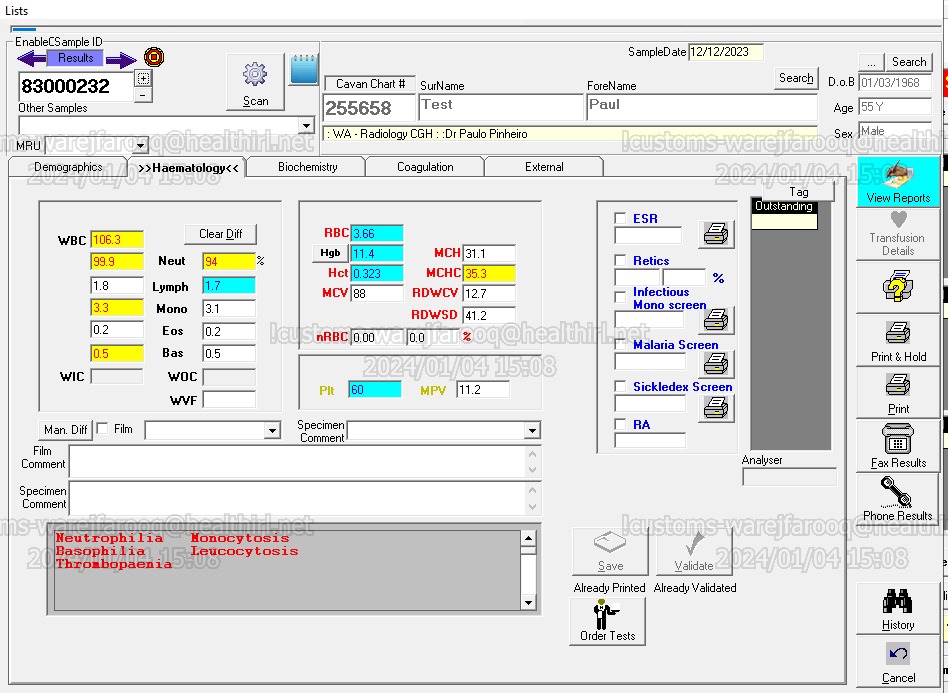 Lists
EnableCSample ID
Results
83000232
+
-
Other Samples
MRU
Scan
SampleDate 12/12/2023
Cavan Chart # SurName ForeName Search
255658 Test Paul
: WA - Radiology CGH : :Dr Paulo Pinheiro
... Search
D.o.B 01/03/1968
Age 55 Y
Sex Male
Demographics >>Haematology<< Biochemistry Coagulation External
WBC 106.3 Clear Diff
99.9 Neut 94 %
1.8 Lymph 1.7
3.3 Mono 3.1
0.2 Eos 0.2
0.5 Bas 0.5
WIC WOC
WVF
RBC 3.66
Hgb 11.4 MCH 31.1
Hct 0.323 MCHC 35.3
MCV 88 RDWCV 12.7
RDWSD 41.2
nRBC 0.00 0.0 %
Plt 60 MPV 11.2
ESR
Retics
%
Infectious
Mono screen
Malaria Screen
Sickledex Screen
RA
Tag
Outstanding
Analyser
Man. Diff Film Specimen
Comment
Film
Comment
Specimen
Comment
Neutrophilia Monocytosis
Basophilia Leucocytosis
Thrombopaenia
Save Validate
Already Printed Already Validated
Order Tests
View Reports
Transfusion
Details
Print & Hold
Print
Fax Results
Phone Results
History
Cancel
!customs-warejfarooq@healthirl.net
2024/01/04 15:08